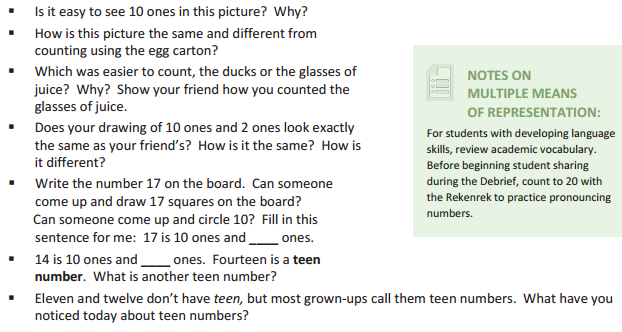 ▪ Is it easy to see 10 ones in this picture? Why?
▪ How is this picture the same and different from
counting using the egg carton?
▪ Which was easier to count, the ducks or the glasses of
juice? Why? Show your friend how you counted the
glasses of juice.
▪ Does your drawing of 10 ones and 2 ones look exactly
the same as your friend’s? How is it the same? How is
it different?
▪ Write the number 17 on the board. Can someone
come up and draw 17 squares on the board?
Can someone come up and circle 10? Fill in this
sentence for me: 17 is 10 ones and ____ ones.
▪ 14 is 10 ones and ____ ones. Fourteen is a teen
number. What is another teen number?
▪ Eleven and twelve don’t have teen, but most grown-ups call them teen numbers. What have you
noticed today about teen numbers?
NOTES ON
MULTIPLE MEANS
OF REPRESENTATION:
For students with developing language
skills, review academic vocabulary.
Before beginning student sharing
during the Debrief, count to 20 with
the Rekenrek to practice pronouncing
numbers.